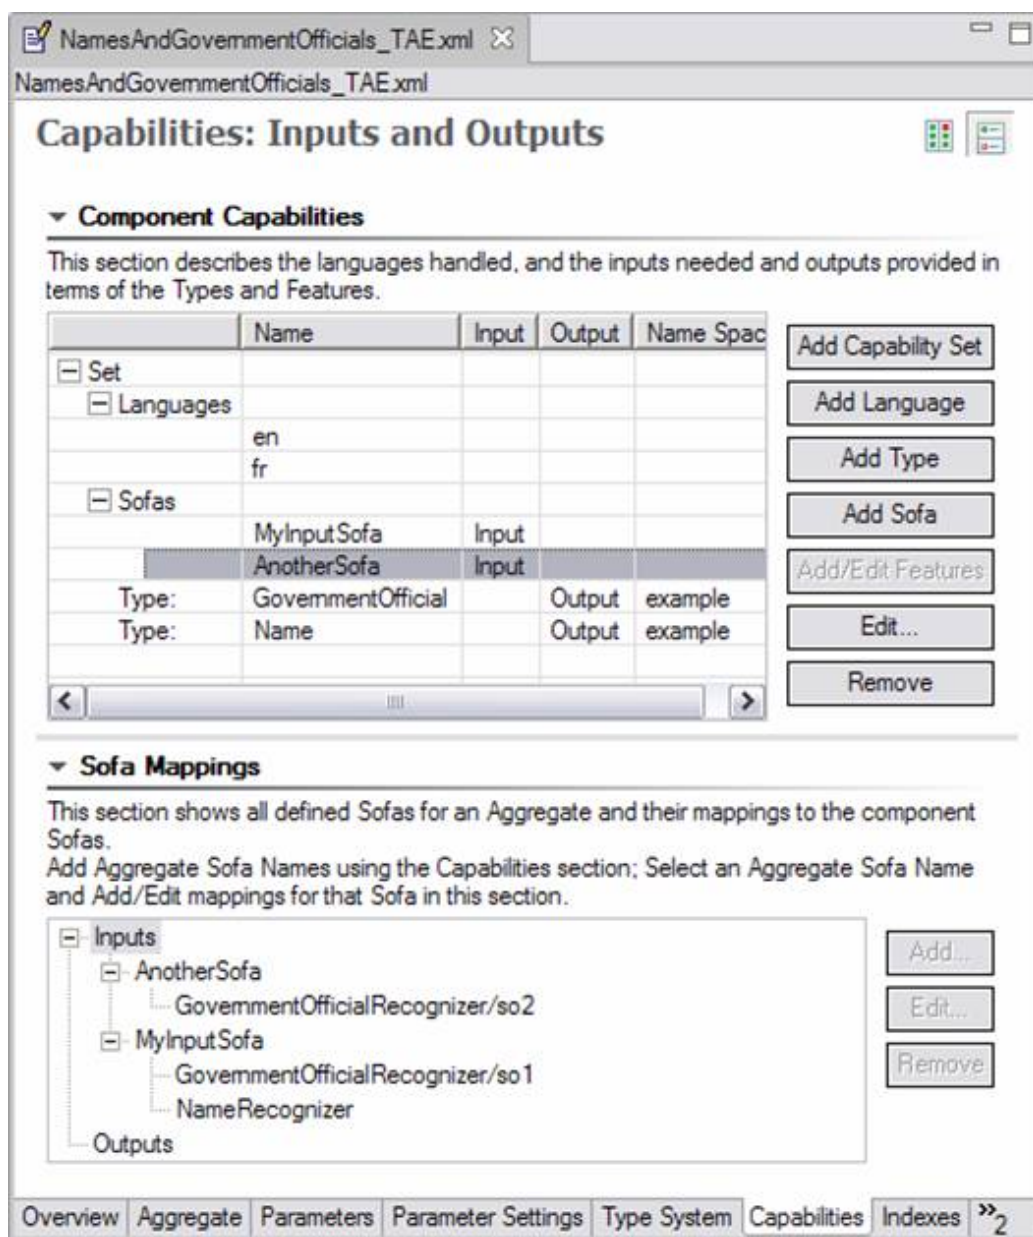 NamesAndGovernmentOfficials_TAE.xml
NamesAndGovernmentOfficials_TAE.xml
Capabilities: Inputs and Outputs
Component Capabilities
This section describes the languages handled, and the inputs needed and outputs provided in
terms of the Types and Features.
Name Input Output Name Spac
Set
Languages
en
fr
Sofas
MyInputSofa Input
AnotherSofa Input
Type: GovernmentOfficial Output example
Type: Name Output example
Add Capability Set
Add Language
Add Type
Add Sofa
Add/Edit Features
Edit...
Remove
Sofa Mappings
This section shows all defined Sofas for an Aggregate and their mappings to the component
Sofas.
Add Aggregate Sofa Names using the Capabilities section; Select an Aggregate Sofa Name
and Add/Edit mappings for that Sofa in this section.
Inputs
AnotherSofa
GovernmentOfficialRecognizer/so2
MyInputSofa
GovernmentOfficialRecognizer/so1
NameRecognizer
Outputs
Add...
Edit...
Remove
Overview Aggregate Parameters Parameter Settings Type System Capabilities Indexes »2